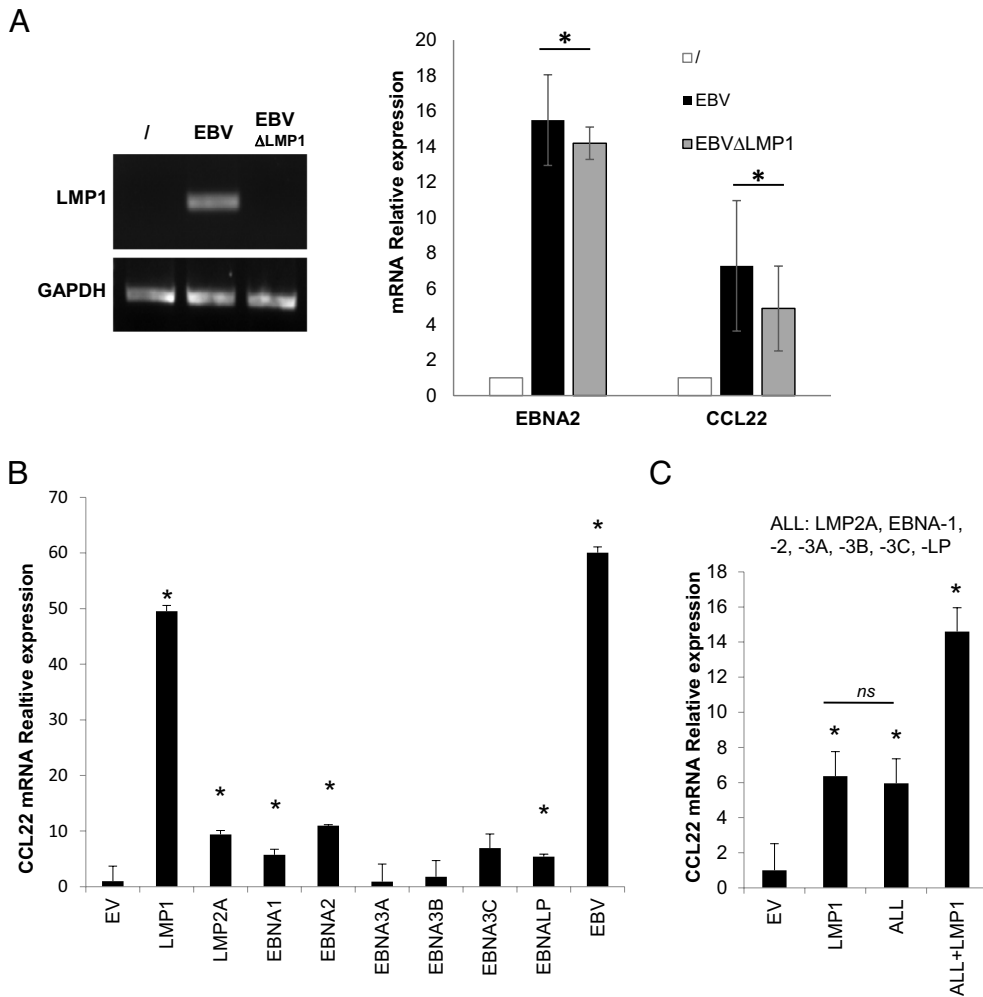 A
/ EBV EBV
ΔLMP1
LMP1
GAPDH
mRNA Relative expression
20
18
16
14
12
10
8
6
4
2
0
*
*
/
EBV
EBVΔLMP1
EBNA2 CCL22
B
CCL22 mRNA Realtive expression
70
60
50
40
30
20
10
0
* * * * * *
EV LMP1 LMP2A EBNA1 EBNA2 EBNA3A EBNA3B EBNA3C EBNALP EBV
C
ALL: LMP2A, EBNA-1,
-2, -3A, -3B, -3C, -LP
CCL22 mRNA Relative expression
18
16
14
12
10
8
6
4
2
0
ns
* * *
EV LMP1 ALL ALL+LMP1